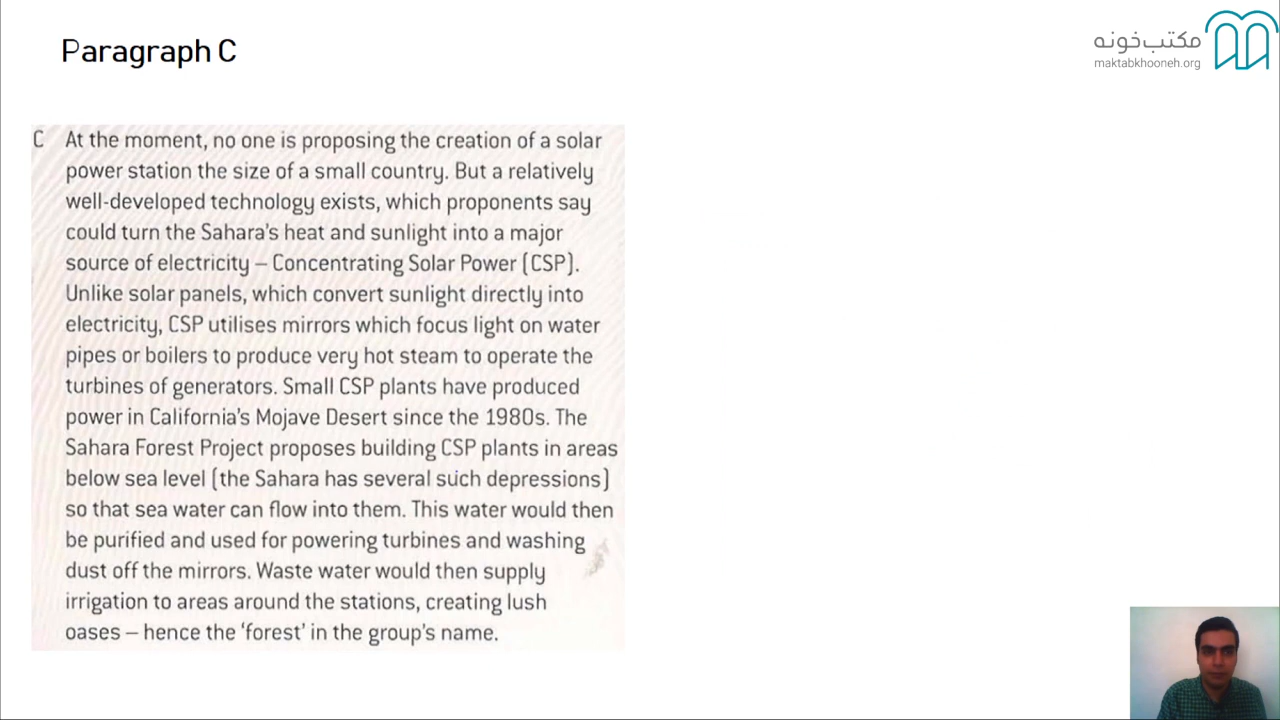 Paragraph C
مکتب‌خونه
maktabkhooneh.org
C At the moment, no one is proposing the creation of a solar
power station the size of a small country. But a relatively
well-developed technology exists, which proponents say
could turn the Sahara's heat and sunlight into a major
source of electricity – Concentrating Solar Power (CSP).
Unlike solar panels, which convert sunlight directly into
electricity, CSP utilises mirrors which focus light on water
pipes or boilers to produce very hot steam to operate the
turbines of generators. Small CSP plants have produced
power in California's Mojave Desert since the 1980s. The
Sahara Forest Project proposes building CSP plants in areas
below sea level (the Sahara has several such depressions)
so that sea water can flow into them. This water would then
be purified and used for powering turbines and washing
dust off the mirrors. Waste water would then supply
irrigation to areas around the stations, creating lush
oases – hence the 'forest' in the group's name.